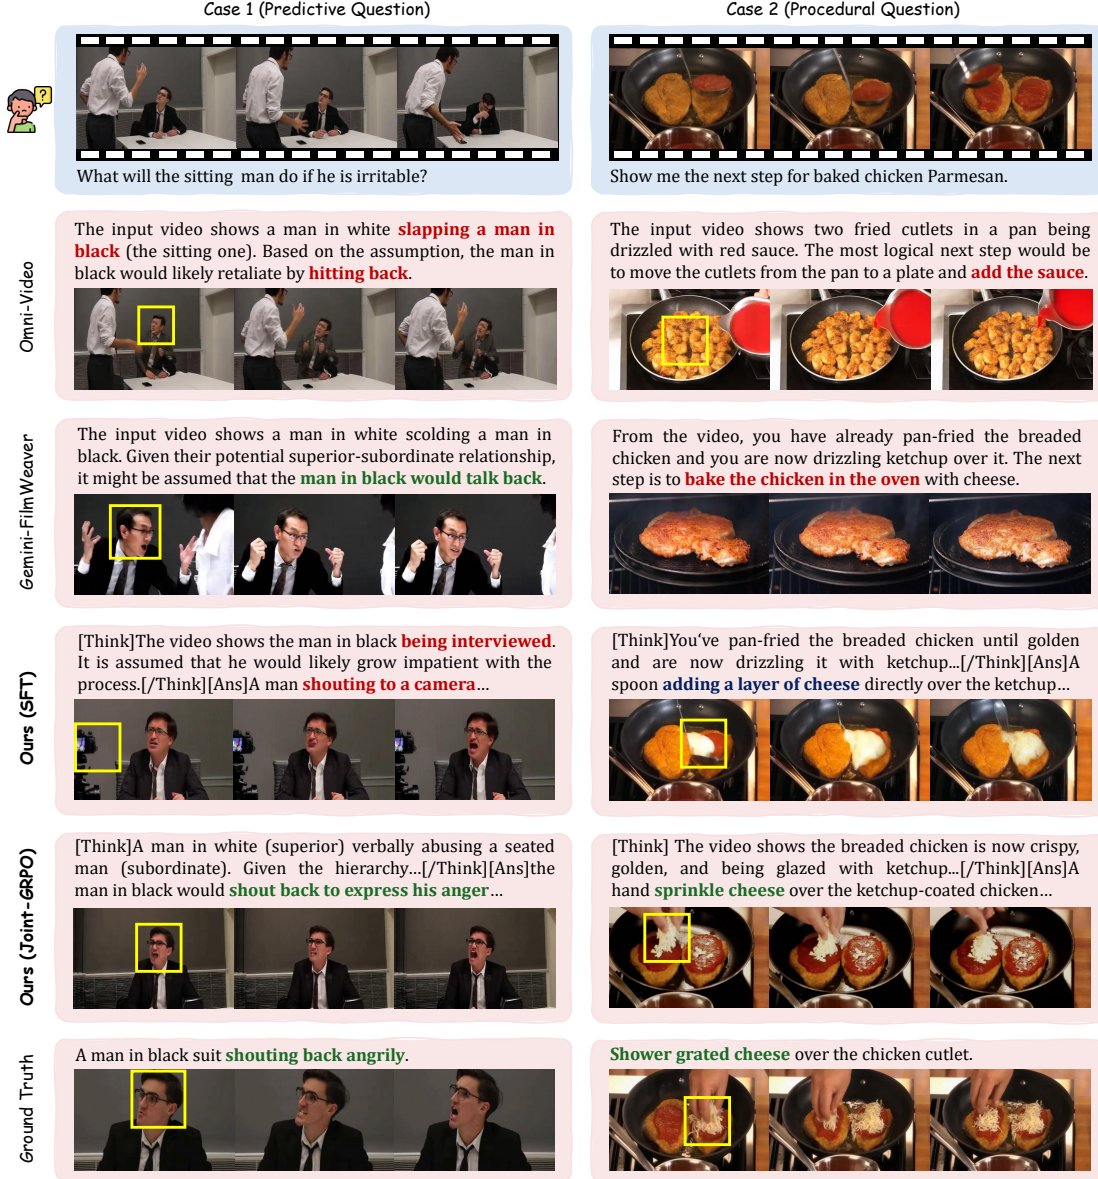 Case 1 (Predictive Question)
Case 2 (Procedural Question)
?
What will the sitting man do if he is irritable?
Show me the next step for baked chicken Parmesan.
Omni-Video
The input video shows a man in white slapping a man in
black (the sitting one). Based on the assumption, the man in
black would likely retaliate by hitting back.
The input video shows two fried cutlets in a pan being
drizzled with red sauce. The most logical next step would be
to move the cutlets from the pan to a plate and add the sauce.
Gemini-FilmWeaver
The input video shows a man in white scolding a man in
black. Given their potential superior-subordinate relationship,
it might be assumed that the man in black would talk back.
From the video, you have already pan-fried the breaded
chicken and you are now drizzling ketchup over it. The next
step is to bake the chicken in the oven with cheese.
Ours (SFT)
[Think]The video shows the man in black being interviewed.
It is assumed that he would likely grow impatient with the
process.[/Think][Ans]A man shouting to a camera...
[Think]You‘ve pan-fried the breaded chicken until golden
and are now drizzling it with ketchup...[/Think][Ans]A
spoon adding a layer of cheese directly over the ketchup...
Ours (Joint-GRPO)
[Think]A man in white (superior) verbally abusing a seated
man (subordinate). Given the hierarchy...[/Think][Ans]the
man in black would shout back to express his anger...
[Think] The video shows the breaded chicken is now crispy,
golden, and being glazed with ketchup...[/Think][Ans]A
hand sprinkle cheese over the ketchup-coated chicken...
Ground Truth
A man in black suit shouting back angrily.
Shower grated cheese over the chicken cutlet.